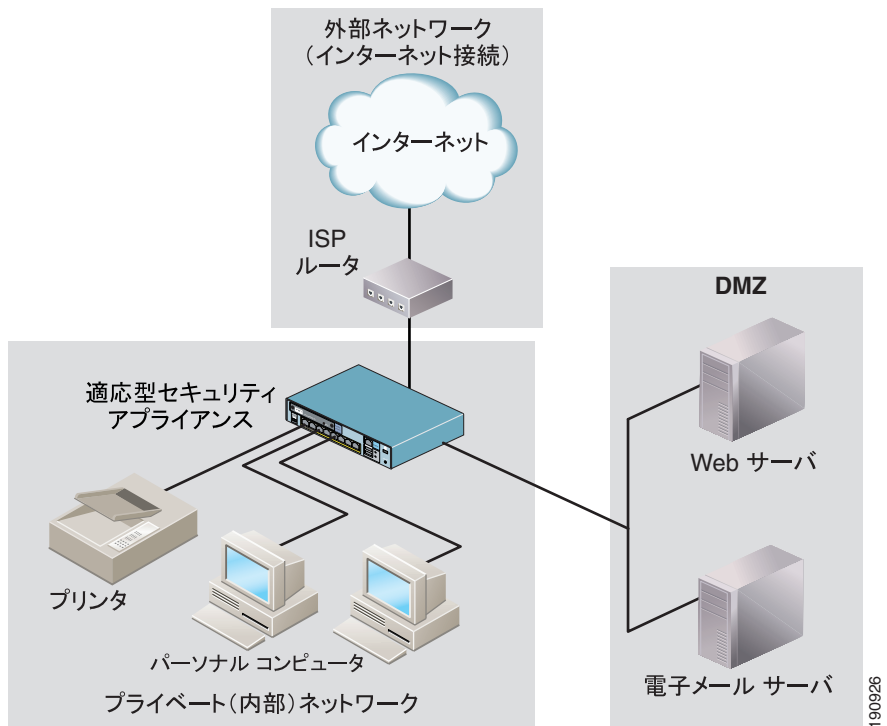 外部ネットワーク
（インターネット接続）
インターネット
ISP
ルータ
DMZ
適応型セキュリティ
アプライアンス
Web サーバ
プリンタ
パーソナル コンピュータ
プライベート（内部）ネットワーク
電子メール サーバ
190926